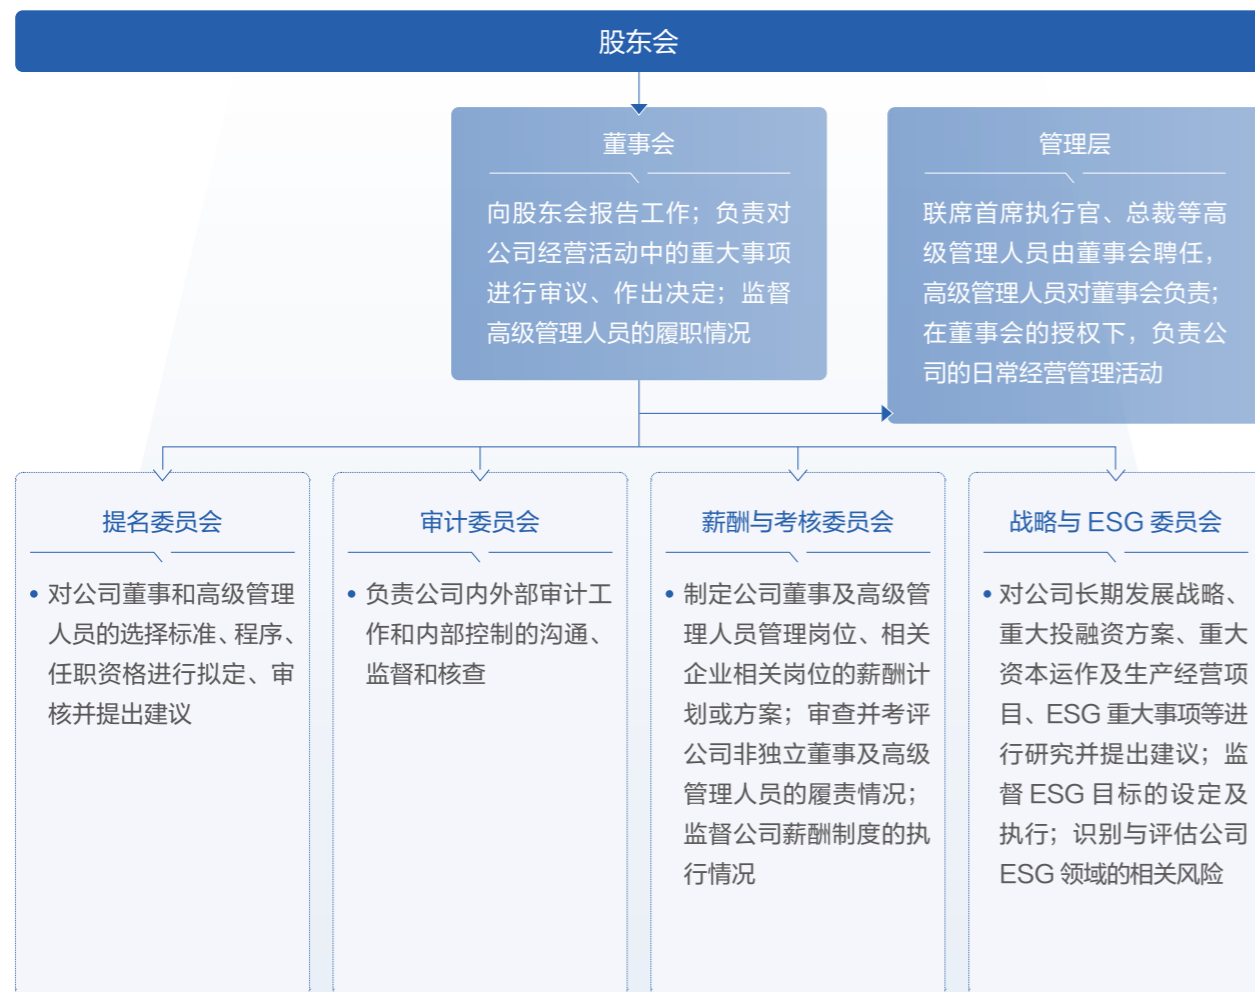 股东会
董事会
向股东会报告工作；负责对
公司经营活动中的重大事项
进行审议、作出决定；监督
高级管理人员的履职情况
管理层
联席首席执行官、总裁等高
级管理人员由董事会聘任，
高级管理人员对董事会负责；
在董事会的授权下，负责公
司的日常经营管理活动
提名委员会
• 对公司董事和高级管理
人员的选择标准、程序、
任职资格进行拟定、审
核并提出建议
审计委员会
• 负责公司内外部审计工
作和内部控制的沟通、
监督和核查
薪酬与考核委员会
• 制定公司董事及高级管
理人员管理岗位、相关
企业相关岗位的薪酬计
划或方案；审查并考评
公司非独立董事及高级
管理人员的履责情况；
监督公司薪酬制度的执
行情况
战略与 ESG 委员会
• 对公司长期发展战略、
重大投融资方案、重大
资本运作及生产经营项
目、ESG 重大事项等进
行研究并提出建议；监
督 ESG 目标的设定及
执行；识别与评估公司
ESG 领域的相关风险